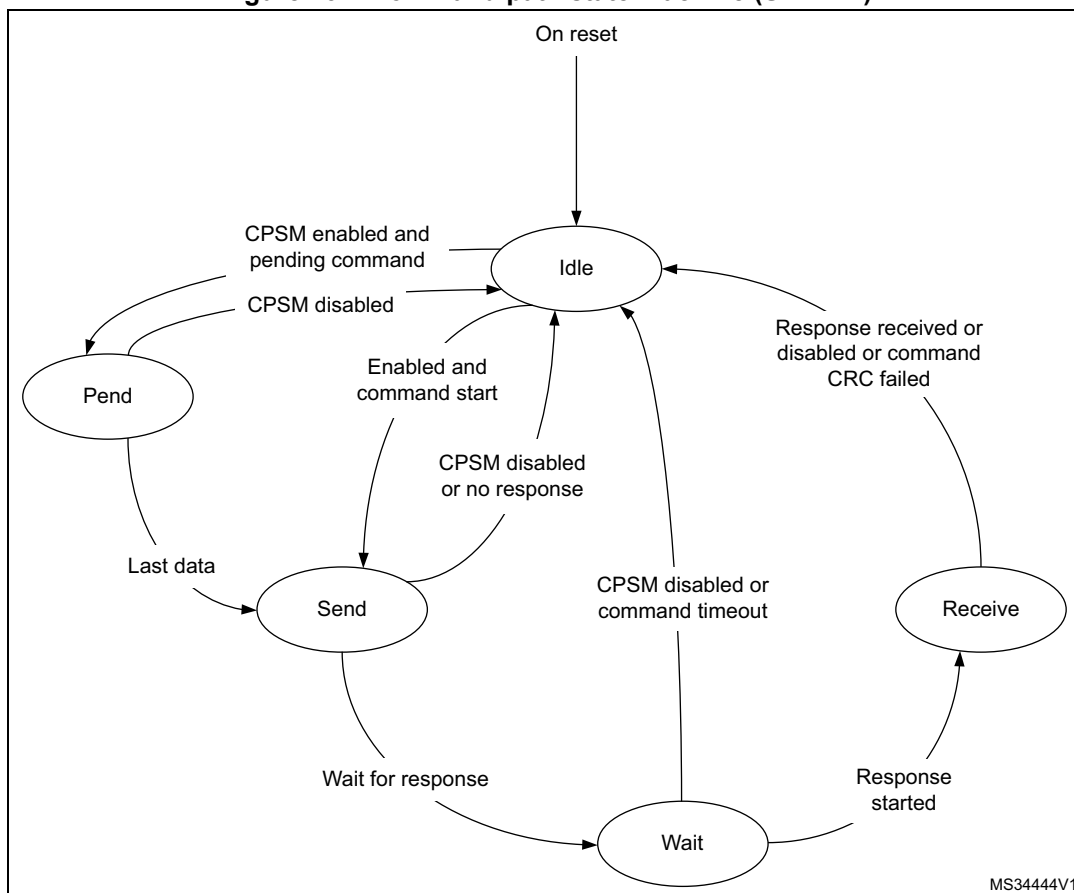 On reset
CPSM enabled and
pending command
Idle
CPSM disabled
Response received or
disabled or command
CRC failed
Enabled and
command start
Pend
CPSM disabled
or no response
Last data
CPSM disabled or
command timeout
Send
Receive
Wait for response
Response
started
Wait
MS34444V1